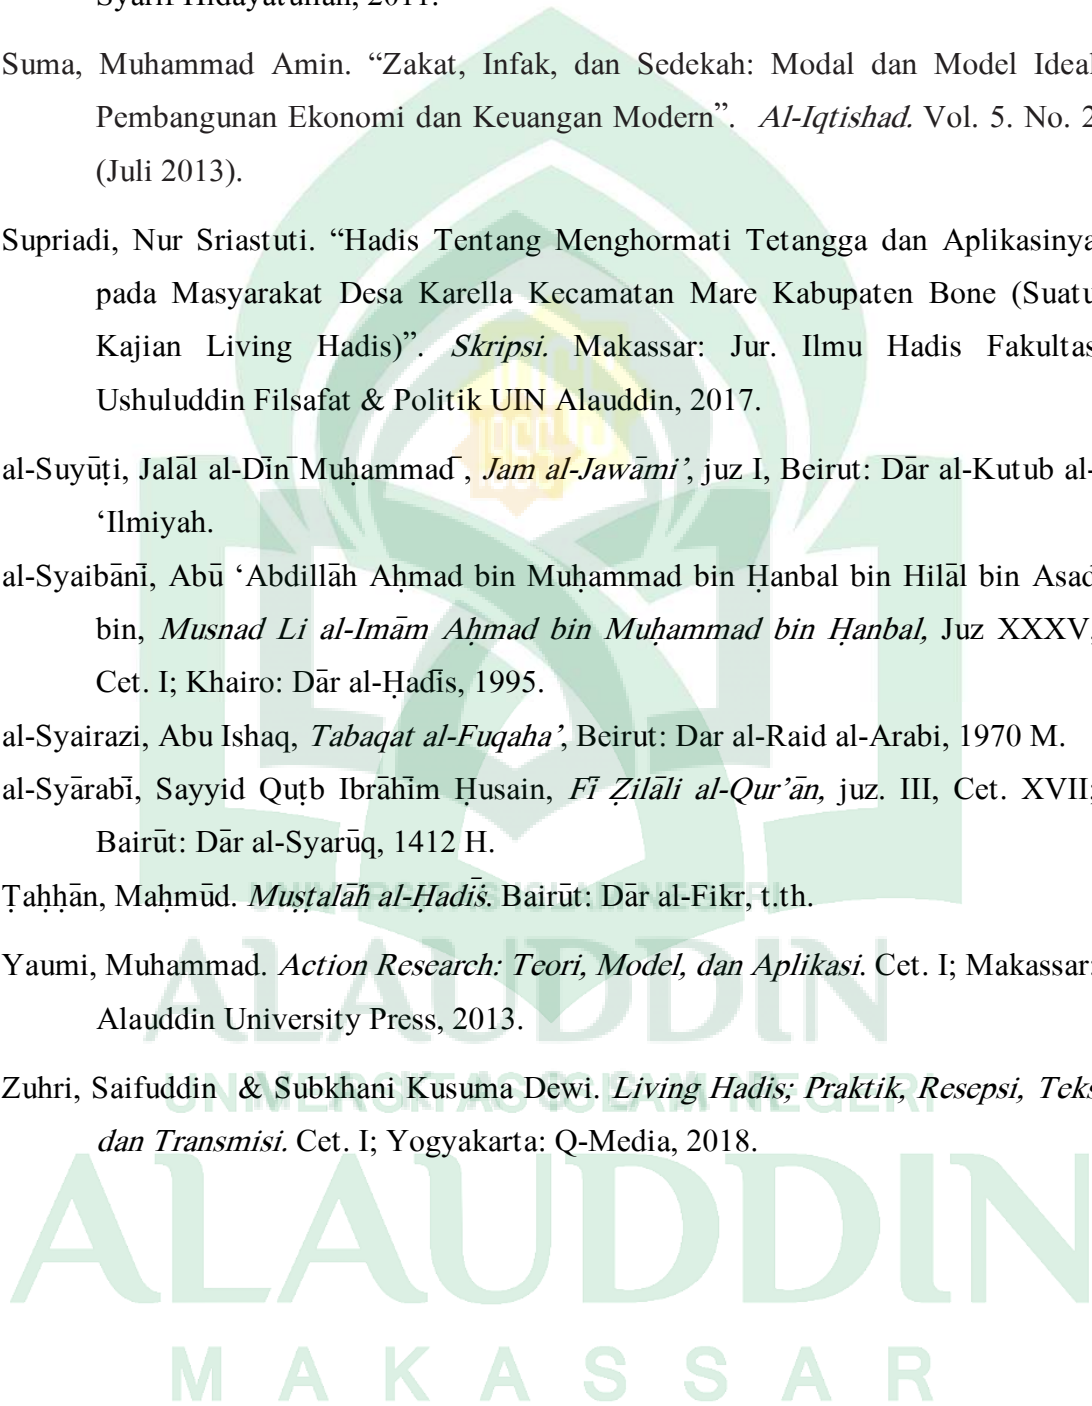 Syarif Hidayatullah, 2011.
Suma, Muhammad Amin. “Zakat, Infak, dan Sedekah: Modal dan Model Ideal
Pembangunan Ekonomi dan Keuangan Modern”. Al-Iqtishad. Vol. 5. No. 2
(Juli 2013).
Supriadi, Nur Sriastuti. “Hadis Tentang Menghormati Tetangga dan Aplikasinya
pada Masyarakat Desa Karella Kecamatan Mare Kabupaten Bone (Suatu
Kajian Living Hadis)”. Skripsi. Makassar: Jur. Ilmu Hadis Fakultas
Ushuluddin Filsafat & Politik UIN Alauddin, 2017.
al-Suyūṭi, Jalāl al-Dīn ̄Muḥammad ̄, Jam al-Jawāmi’, juz I, Beirut: Dār al-Kutub al-
‘Ilmiyah.
al-Syaibānī, Abū ‘Abdillāh Aḥmad bin Muḥammad bin Ḥanbal bin Hilāl bin Asad
bin, Musnad Li al-Imām Aḥmad bin Muḥammad bin Ḥanbal, Juz XXXV,
Cet. I; Khairo: Dār al-Ḥadīs, 1995.
al-Syairazi, Abu Ishaq, Tabaqat al-Fuqaha’, Beirut: Dar al-Raid al-Arabi, 1970 M.
al-Syārabī, Sayyid Quṭb Ibrāhīm Ḥusain, Fī Ẓilāli al-Qur’ān, juz. III, Cet. XVII;
Bairūt: Dār al-Syarūq, 1412 H.
Ṭaḥḥān, Maḥmūd. Muṣṭalāḥ al-Ḥadīṡ. Bairūt: Dār al-Fikr, t.th.
UNIVERSITAS ISLAM NEGERI
Yaumi, Muhammad. Action Research: Teori, Model, dan Aplikasi. Cet. I; Makassar:
ALAUDDIN
Alauddin University Press, 2013.
Zuhri, Saifuddin & Subkhani Kusuma Dewi. Living Hadis; Praktik, Resepsi, Teks
UNIVERSITAS ISLAM NEGERI
dan Transmisi. Cet. I; Yogyakarta: Q-Media, 2018.
ALAUDDIN
MAKASSAR